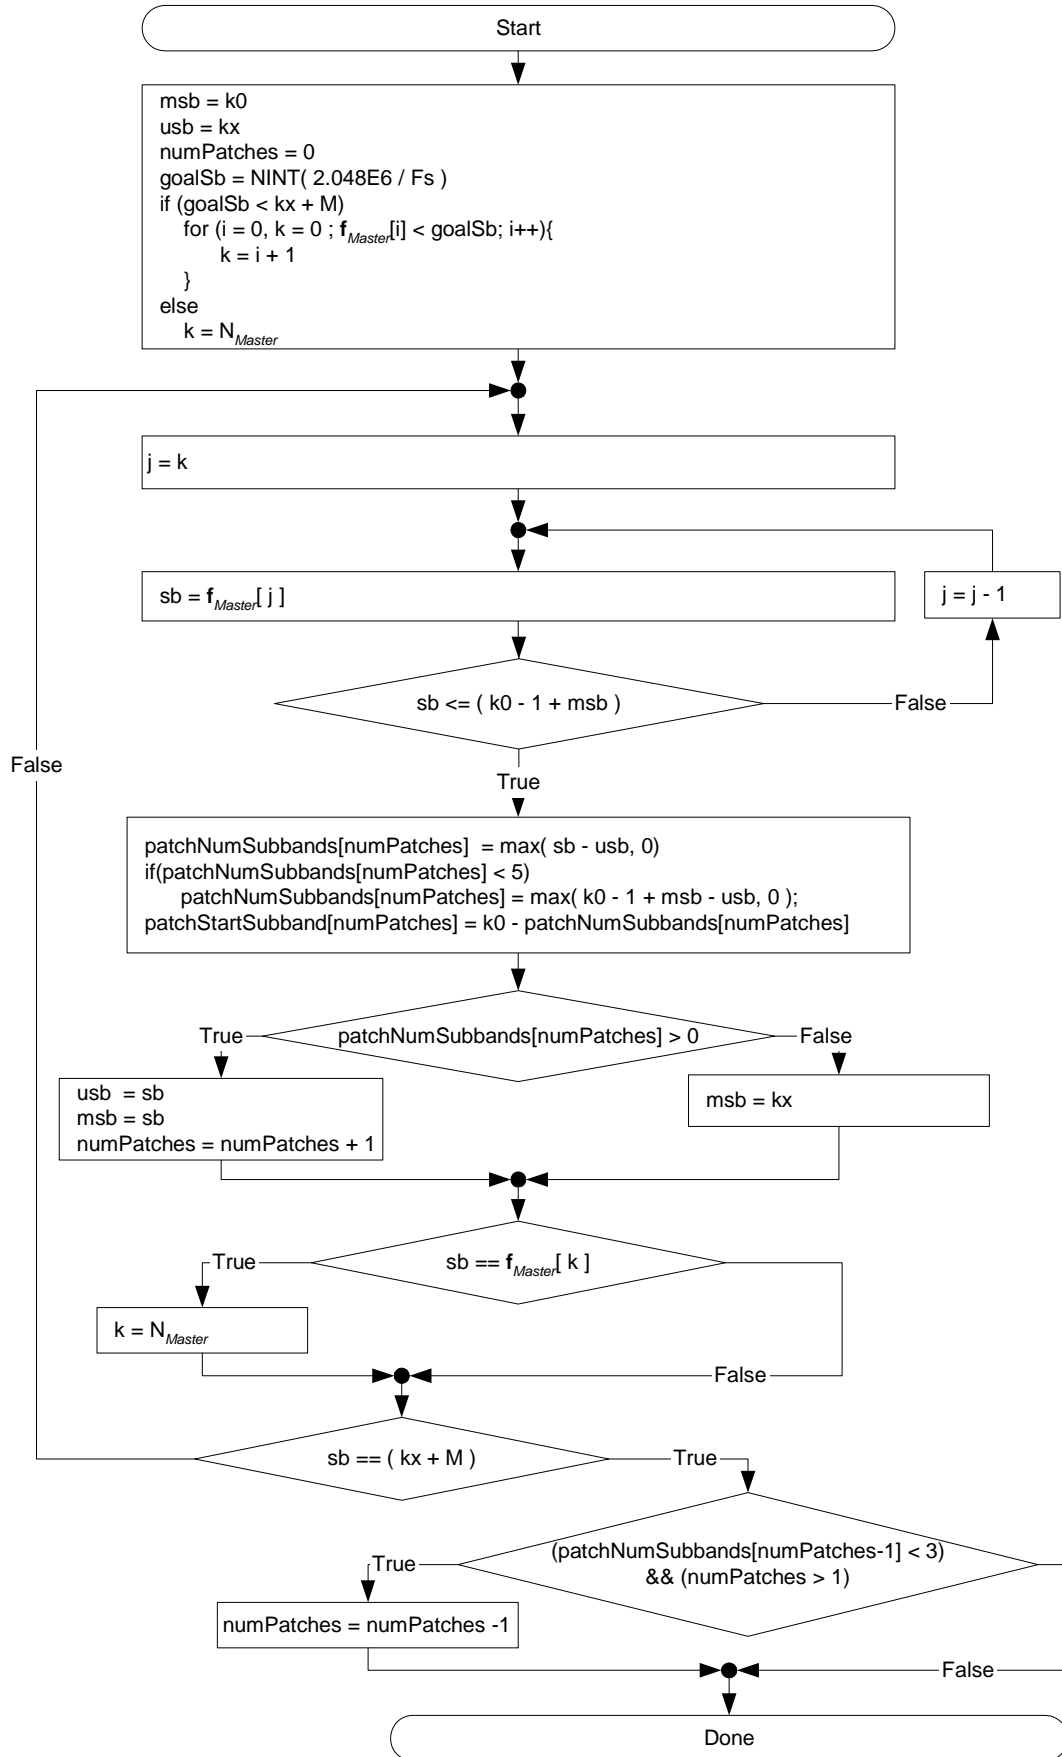 Start
msb = k0
usb = kx
numPatches = 0
goalSb = NINT( 2.048E6 / Fs )
if (goalSb < kx + M)
for (i = 0, k = 0 ; fMaster[i] < goalSb; i++){
k = i + 1
}
else
k = NMaster
j = k
sb = fMaster[ j ]
j = j - 1
sb <= ( k0 - 1 + msb )
False
False
True
patchNumSubbands[numPatches] = max( sb - usb, 0)
if(patchNumSubbands[numPatches] < 5)
patchNumSubbands[numPatches] = max( k0 - 1 + msb - usb, 0 );
patchStartSubband[numPatches] = k0 - patchNumSubbands[numPatches]
True
patchNumSubbands[numPatches] > 0
False
usb = sb
msb = sb
numPatches = numPatches + 1
msb = kx
True
sb == fMaster[ k ]
k = NMaster
False
sb == ( kx + M )
True
True
(patchNumSubbands[numPatches-1] < 3)
&& (numPatches > 1)
numPatches = numPatches -1
False
Done